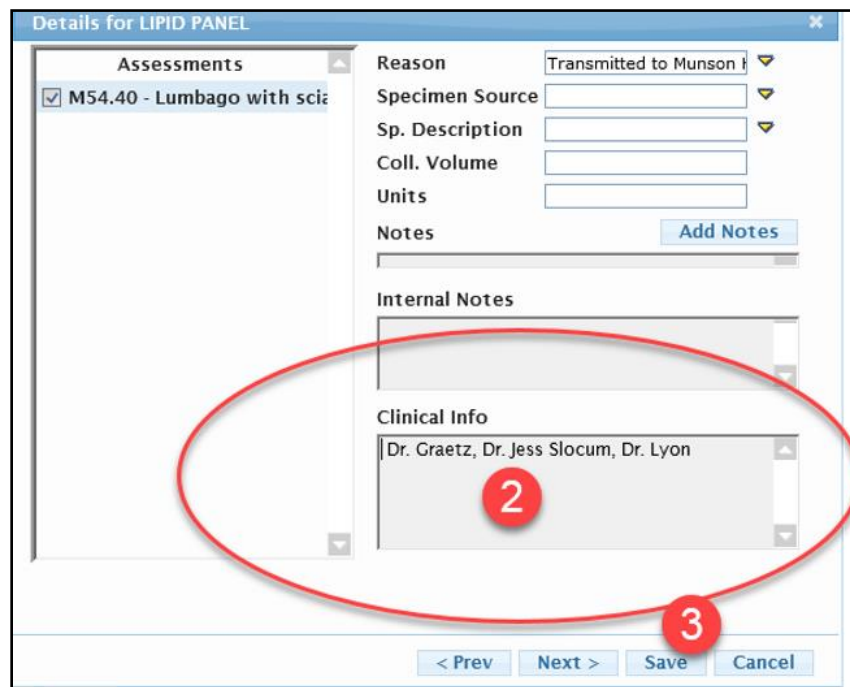 Details for LIPID PANEL
Assessments
M54.40 - Lumbago with scia
Reason Transmitted to Munson
Specimen Source
Sp. Description
Coll. Volume
Units
Notes Add Notes
Internal Notes
Clinical Info
Dr. Graetz, Dr. Jess Slocum, Dr. Lyon
2
3
< Prev Next > Save Cancel